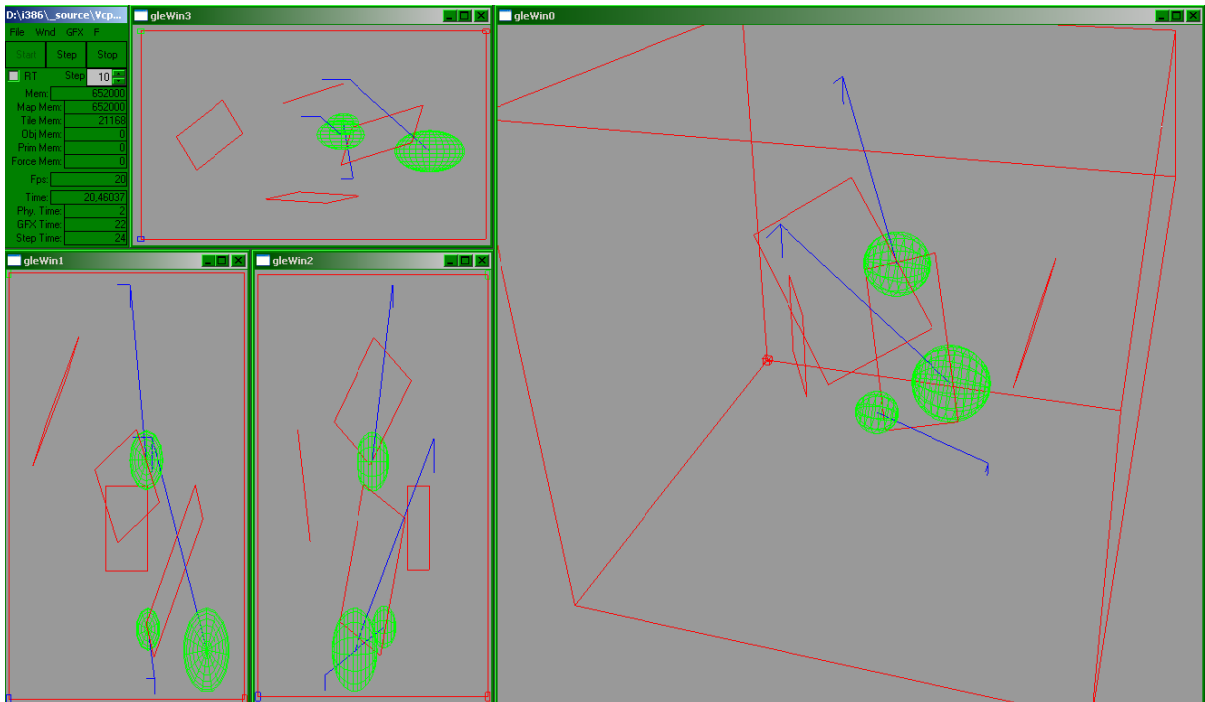 D:\i386\_source\Vcp...
File Wnd GFX F
Start Step Stop
RT Step 10
Mem: 652000
Map Mem: 652000
Tile Mem: 21168
Obj Mem: 0
Prim Mem: 0
Force Mem: 0
Fps: 20
Time: 20,46037
Phy. Time: 2
GFX Time: 22
Step Time: 24
gleWin3
gleWin0
gleWin1
gleWin2